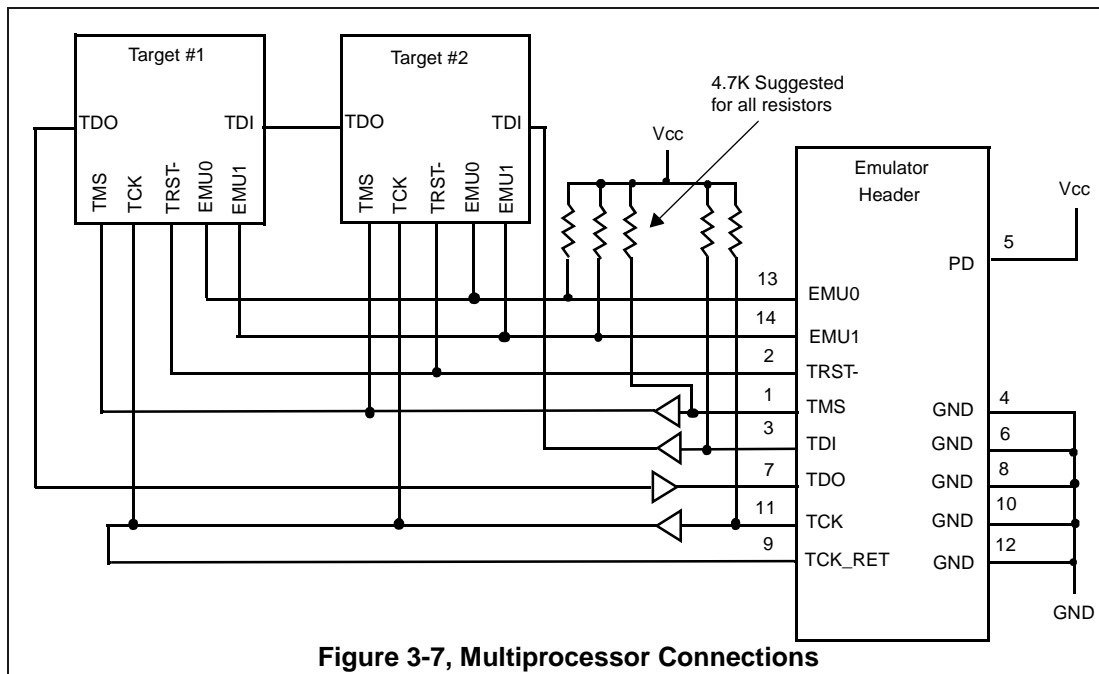 Target #1
TDO
TDI
TMS
TCK
TRST-
EMU0
EMU1
Target #2
TDO
TDI
TMS
TCK
TRST-
EMU0
EMU1
4.7K Suggested
for all resistors
Vcc
Emulator
Header
Vcc
5
PD
13
EMU0
14
EMU1
2
TRST-
1
TMS
3
TDI
7
TDO
11
TCK
9
TCK_RET
4
GND
6
GND
8
GND
10
GND
12
GND
GND
Figure 3-7, Multiprocessor Connections